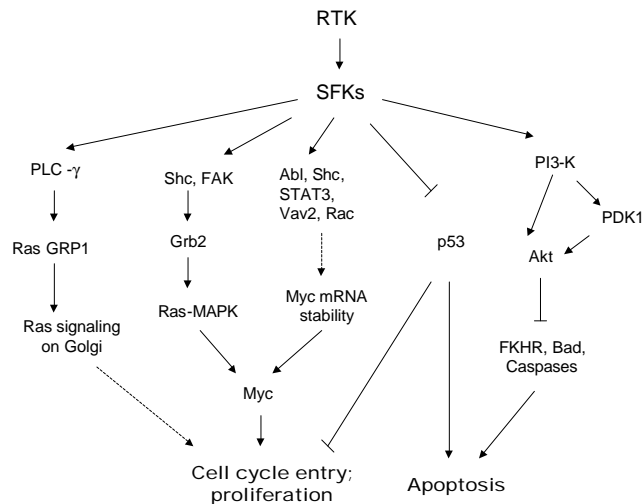 RTK
SFKs
PLC -γ
Shc, FAK
Abl, Shc,
STAT3,
Vav2, Rac
PI3-K
PDK1
Ras GRP1
Grb2
p53
Akt
Ras signaling
on Golgi
Ras-MAPK
Myc mRNA
stability
FKHR, Bad,
Caspases
Myc
Cell cycle entry;
proliferation
Apoptosis